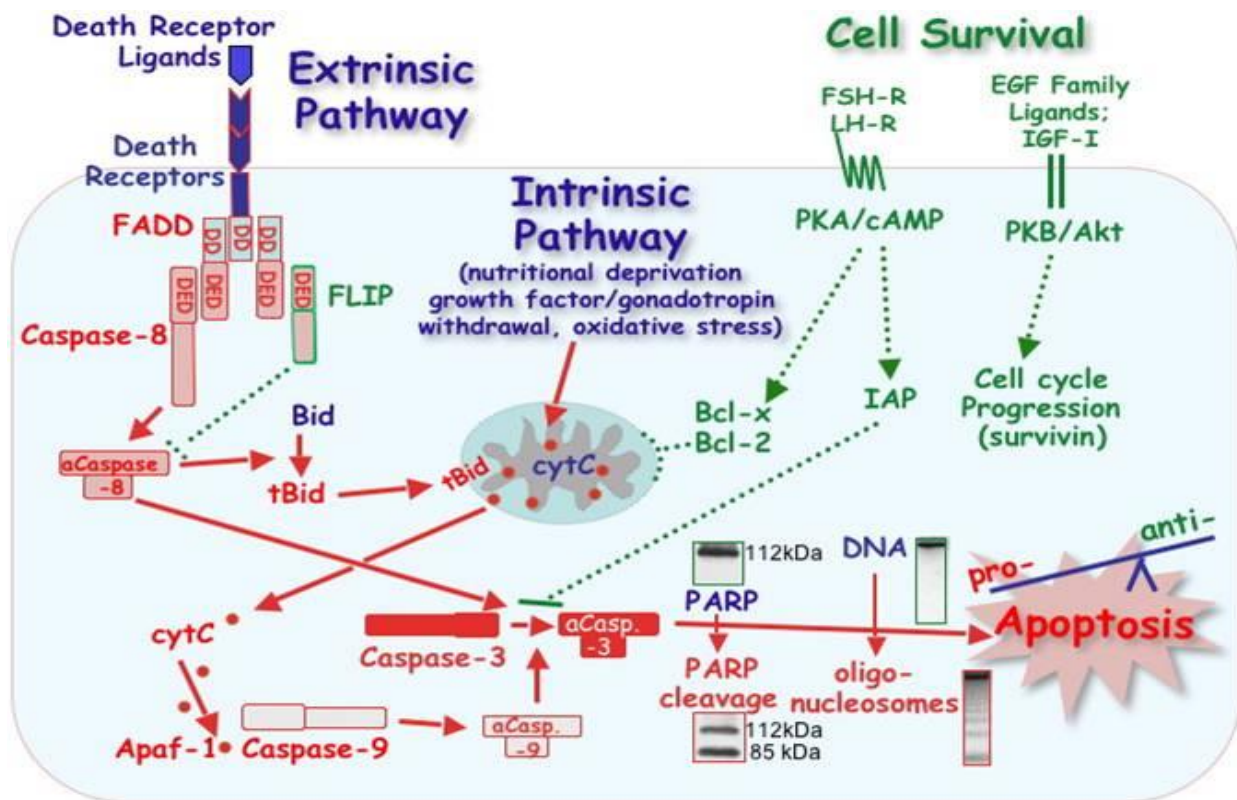 Death Receptor
Ligands
Extrinsic
Pathway
Cell Survival
FSH-R
LH-R
EGF Family
Ligands;
IGF-I
Death
Receptors
FADD
DD
DD
DD
DED
DED
DED
DED
FLIP
Caspase-8
Intrinsic
Pathway
(nutritional deprivation
growth factor/gonadotropin
withdrawal, oxidative stress)
PKA/cAMP
PKB/Akt
Bid
aCaspase
-8
tBid
tBid
cytC
Bcl-x
Bcl-2
IAP
Cell cycle
Progression
(survivin)
112kDa
PARP
DNA
pro-
anti-
Apoptosis
cytC
Caspase-3
aCasp.
-3
PARP
cleavage
oligo-
nucleosomes
Apaf-1
Caspase-9
aCasp.
-9
112kDa
85 kDa